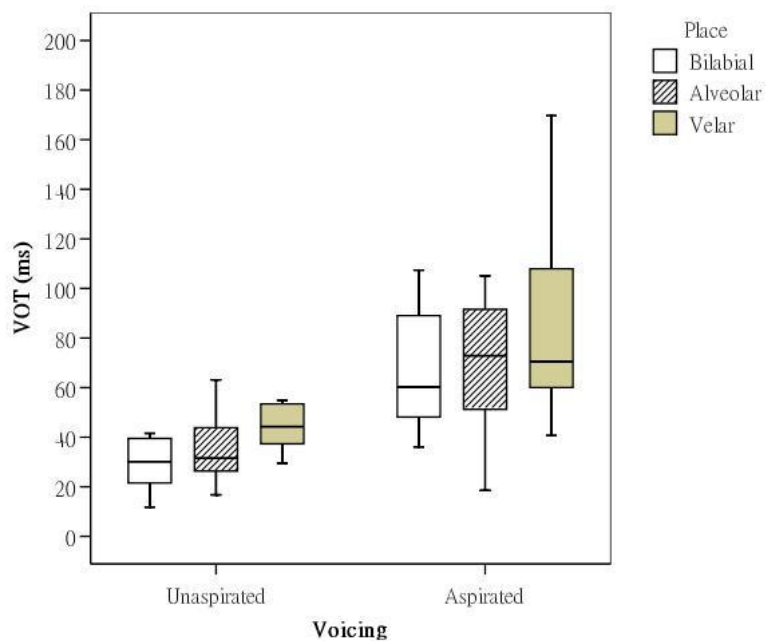 Place
Bilabial
Alveolar
Velar
200
180
160
140
120
100
80
60
40
20
0
VOT (ms)
Unaspirated
Aspirated
Voicing